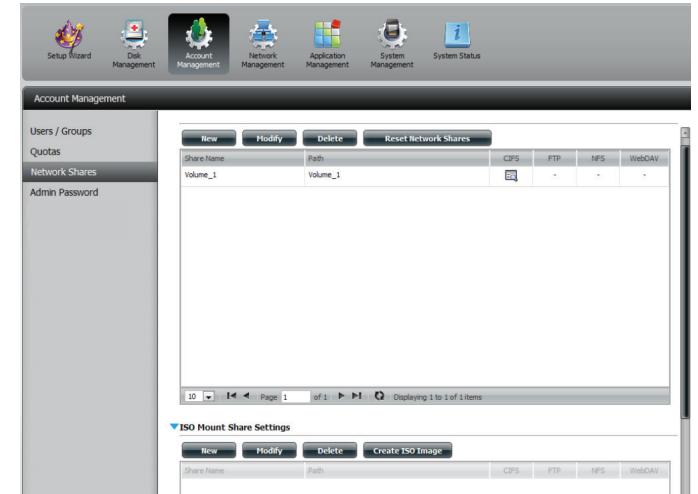 Setup Wizard Disk Management Account Management Network Management Application Management System Management System Status
Account Management
Users / Groups
Quotas
Network Shares
Admin Password
New Modify Delete Reset Network Shares
Share Name Path CIFS FTP NFS WebDAV
Volume_1 Volume_1 - - -
10 Page 1 of 1 Displaying 1 to 1 of 1 items
ISO Mount Share Settings
New Modify Delete Create ISO Image
Share Name Path CIFS FTP NFS WebDAV